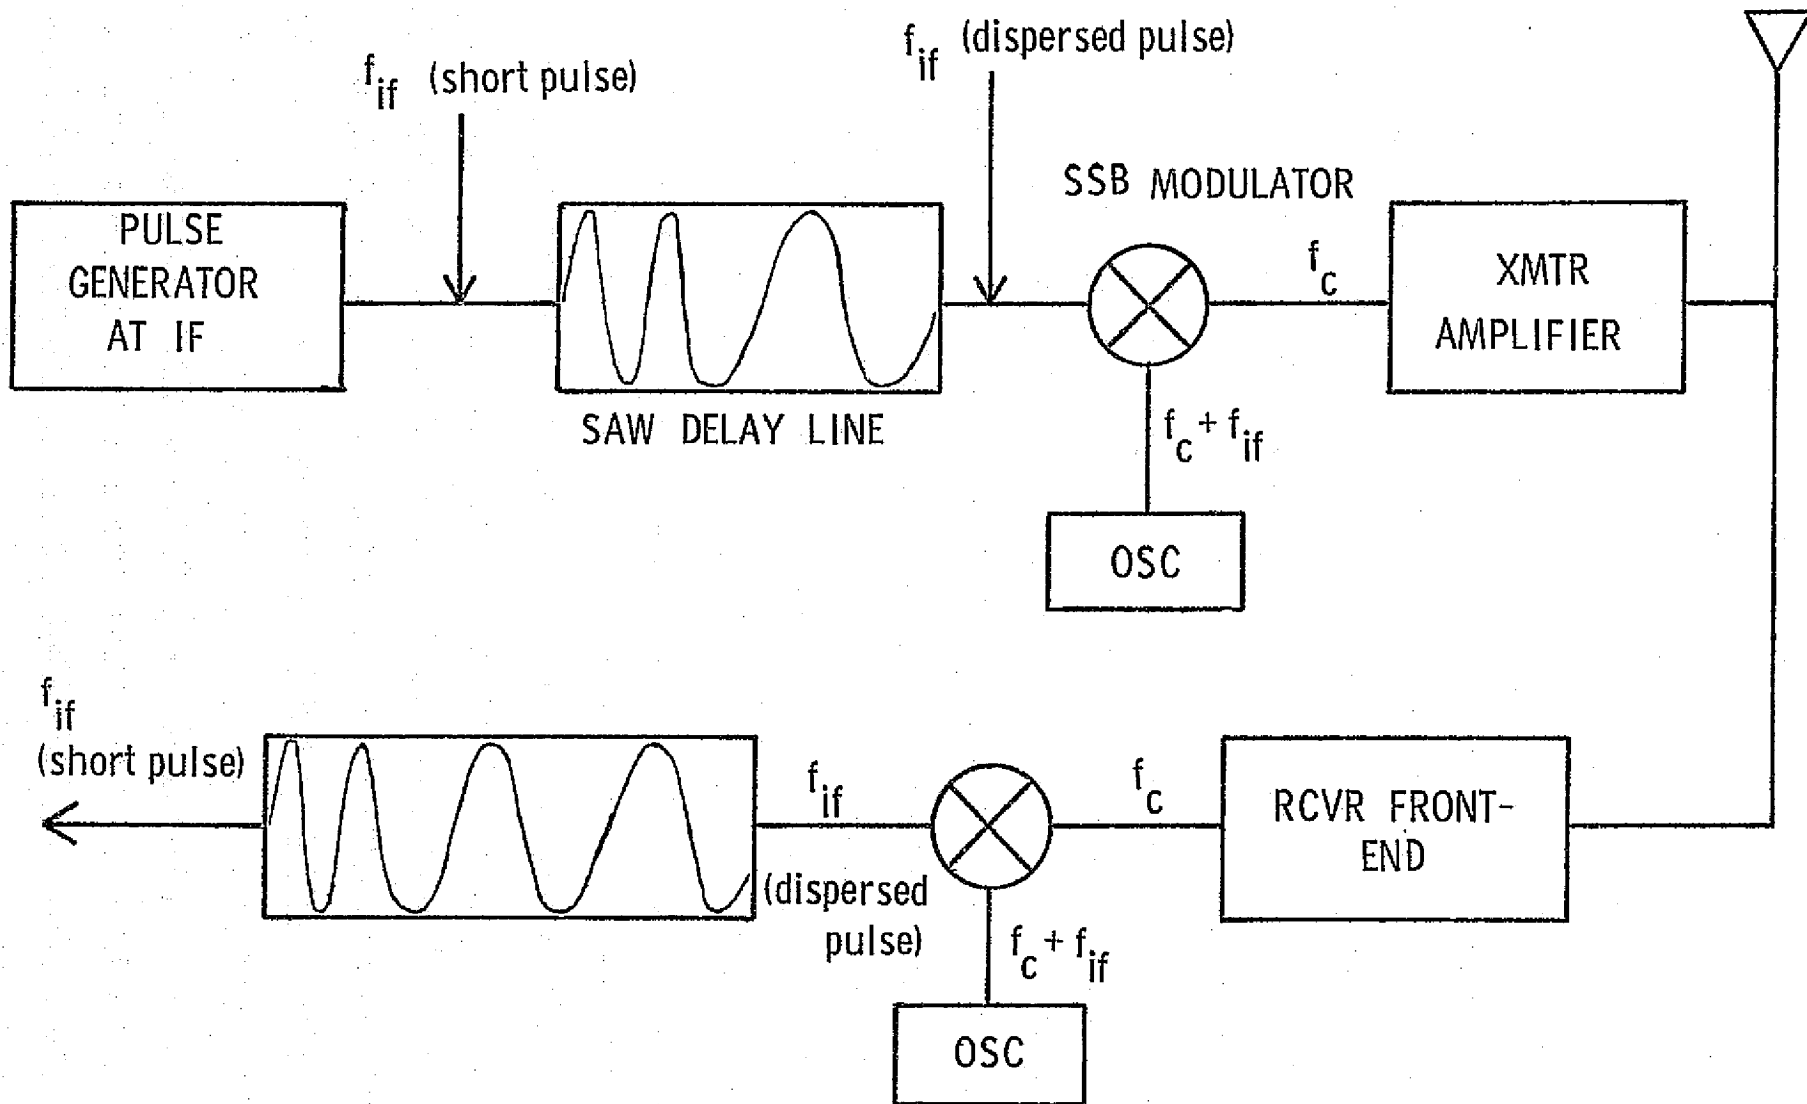 f_if (short pulse)
f_if (dispersed pulse)
SSB MODULATOR
PULSE
GENERATOR
AT IF
f_c
XMTR
AMPLIFIER
SAW DELAY LINE
f_c + f_if
OSC
f_if
(short pulse)
f_if
(dispersed
pulse)
f_c
RCVR FRONT-
END
f_c + f_if
OSC